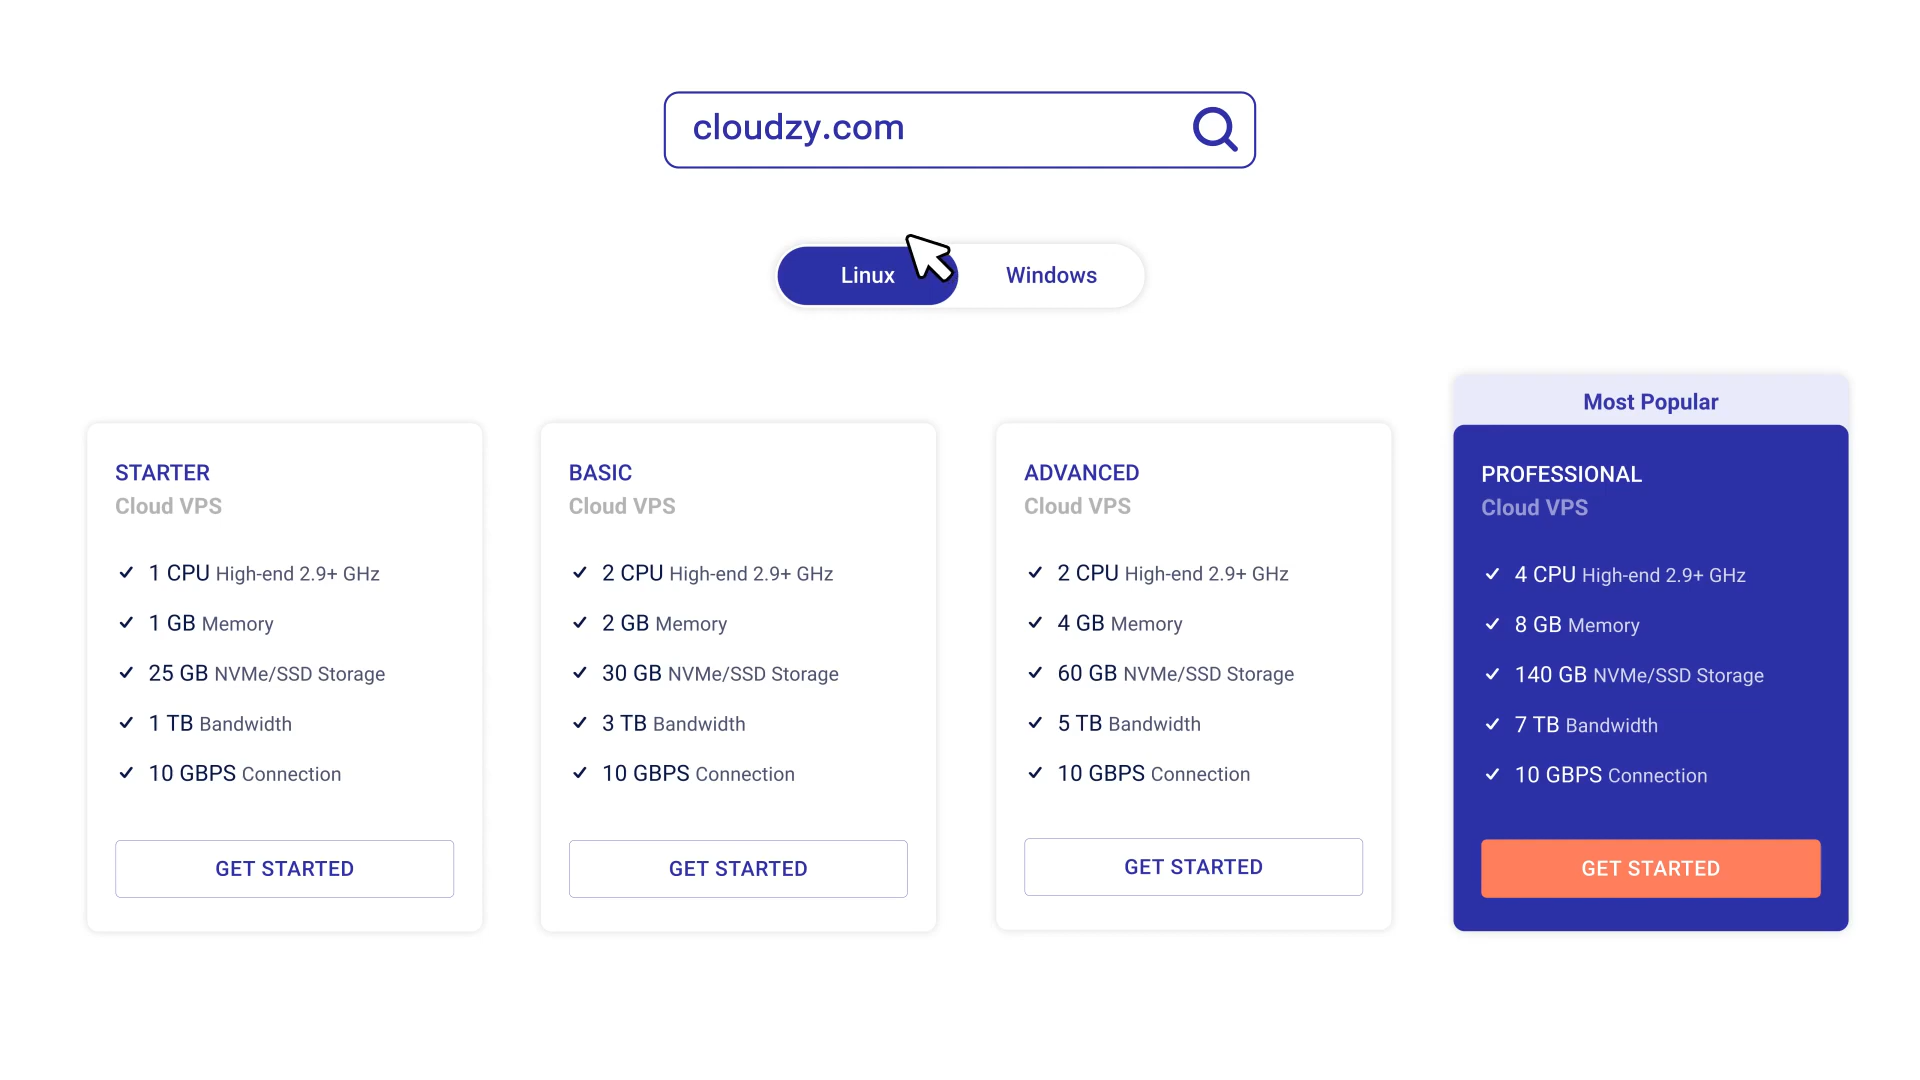 cloudzy.com
Linux
Windows
Most Popular
STARTER
Cloud VPS
1 CPU High-end 2.9+ GHz
1 GB Memory
25 GB NVMe/SSD Storage
1 TB Bandwidth
10 GBPS Connection
GET STARTED
BASIC
Cloud VPS
2 CPU High-end 2.9+ GHz
2 GB Memory
30 GB NVMe/SSD Storage
3 TB Bandwidth
10 GBPS Connection
GET STARTED
ADVANCED
Cloud VPS
2 CPU High-end 2.9+ GHz
4 GB Memory
60 GB NVMe/SSD Storage
5 TB Bandwidth
10 GBPS Connection
GET STARTED
PROFESSIONAL
Cloud VPS
4 CPU High-end 2.9+ GHz
8 GB Memory
140 GB NVMe/SSD Storage
7 TB Bandwidth
10 GBPS Connection
GET STARTED